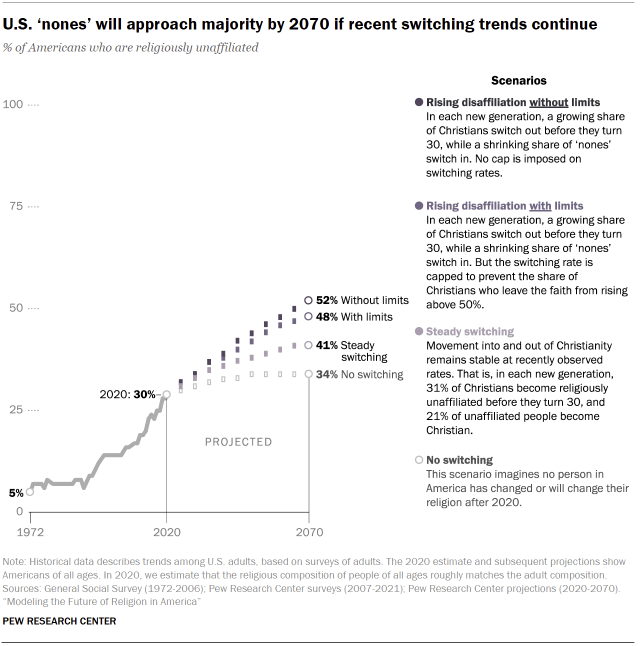 U.S. ‘nones’ will approach majority by 2070 if recent switching trends continue
% of Americans who are religiously unaffiliated
100
75
50
25
0
5%
2020: 30%
PROJECTED
52% Without limits
48% With limits
41% Steady
switching
34% No switching
1972
2020
2070
Scenarios
Rising disaffiliation without limits
In each new generation, a growing share
of Christians switch out before they turn
30, while a shrinking share of ‘nones’
switch in. No cap is imposed on
switching rates.
Rising disaffiliation with limits
In each new generation, a growing share
of Christians switch out before they turn
30, while a shrinking share of ‘nones’
switch in. But the switching rate is
capped to prevent the share of
Christians who leave the faith from rising
above 50%.
Steady switching
Movement into and out of Christianity
remains stable at recently observed
rates. That is, in each new generation,
31% of Christians become religiously
unaffiliated before they turn 30, and
21% of unaffiliated people become
Christian.
No switching
This scenario imagines no person in
America has changed or will change their
religion after 2020.
Note: Historical data describes trends among U.S. adults, based on surveys of adults. The 2020 estimate and subsequent projections show
Americans of all ages. In 2020, we estimate that the religious composition of people of all ages roughly matches the adult composition.
Sources: General Social Survey (1972-2006); Pew Research Center surveys (2007-2021); Pew Research Center projections (2020-2070).
“Modeling the Future of Religion in America”
PEW RESEARCH CENTER